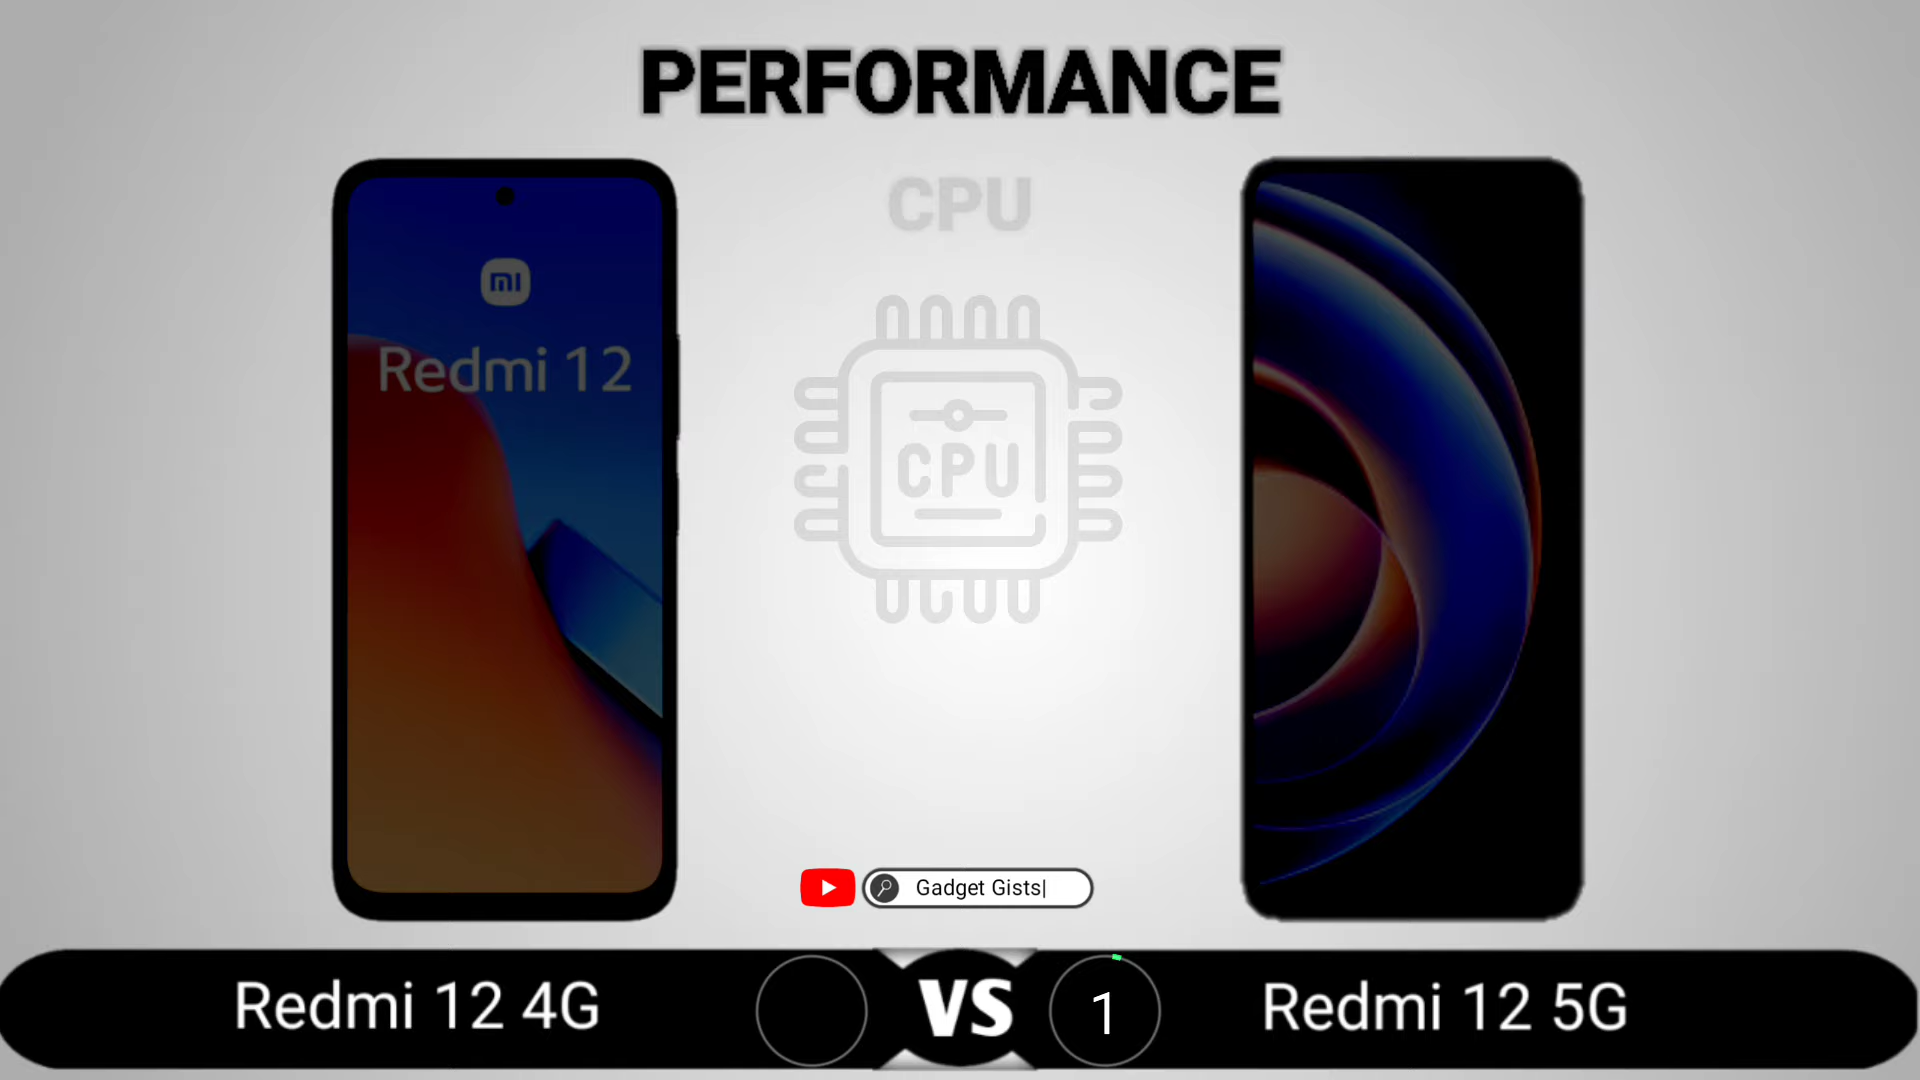 PERFORMANCE
CPU
mi
Redmi 12
CPU
Gadget Gists|
Redmi 12 4G
VS
1
Redmi 12 5G